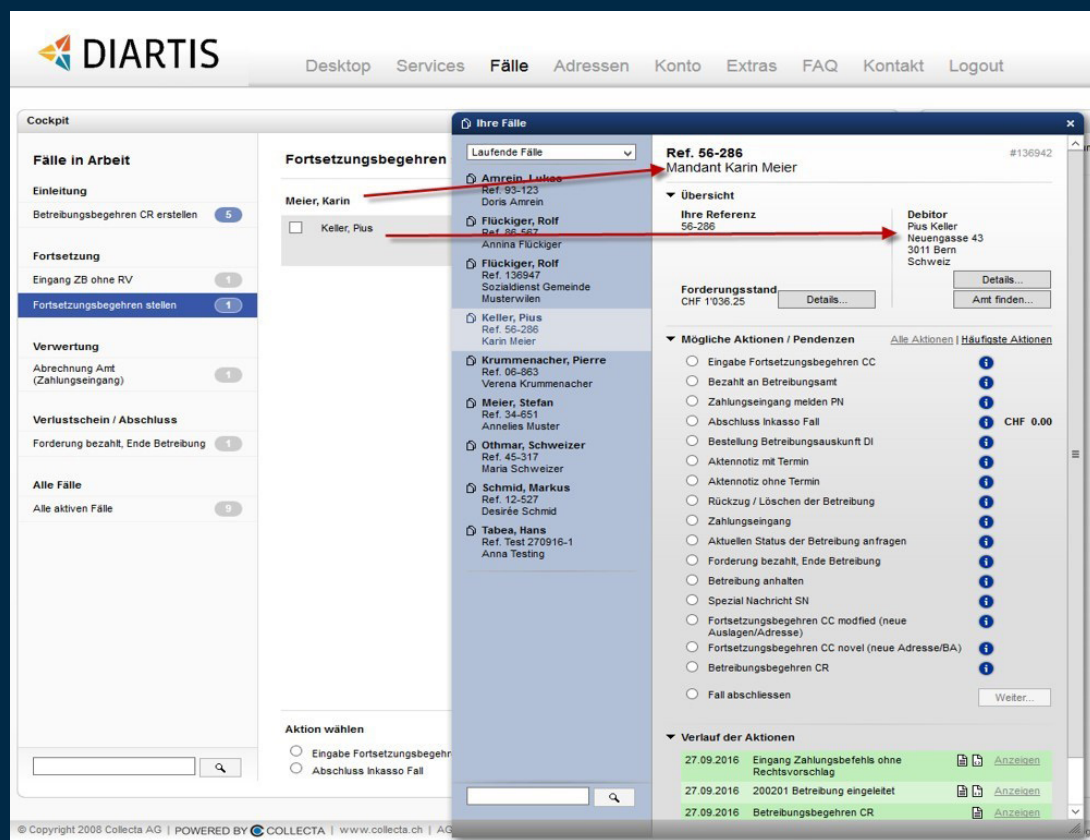 DIARTIS
Desktop Services Fälle Adressen Konto Extras FAQ Kontakt Logout
Cockpit
Fälle in Arbeit
Einleitung
Betreibungsbegehren CR erstellen 5
Fortsetzung
Eingang ZB ohne RV 1
Fortsetzungsbegehren stellen 1
Verwertung
Abrechnung Amt
(Zahlungseingang) 1
Verlustschein / Abschluss
Forderung bezahlt, Ende Betreibung 1
Alle Fälle
Alle aktiven Fälle 9
Fortsetzungsbegehren
Meier, Karin
Keller, Pius
Aktion wählen
Eingabe Fortsetzungsbegehr
Abschluss Inkasso Fall
Ihre Fälle
Laufende Fälle
Amrein, Lukas
Ref. 93-123
Doris Amrein
Flückiger, Rolf
Ref. 86-567
Annina Flückiger
Flückiger, Rolf
Ref. 136947
Sozialdienst Gemeinde
Musterwilen
Keller, Pius
Ref. 56-286
Karin Meier
Krummenacher, Pierre
Ref. 06-863
Verena Krummenacher
Meier, Stefan
Ref. 34-651
Annelies Muster
Othmar, Schweizer
Ref. 45-317
Maria Schweizer
Schmid, Markus
Ref. 12-527
Desirée Schmid
Tabea, Hans
Ref. Test 270916-1
Anna Testing
Ref. 56-286 #136942
Mandant Karin Meier
Übersicht
Ihre Referenz
56-286
Debitor
Pius Keller
Neuengasse 43
3011 Bern
Schweiz
Details...
Amt finden...
Forderungsstand
CHF 1'036.25 Details...
Mögliche Aktionen / Pendenzen Alle Aktionen | Häufigste Aktionen
Eingabe Fortsetzungsbegehren CC
Bezahlt an Betreibungsamt
Zahlungseingang melden PN
Abschluss Inkasso Fall CHF 0.00
Bestellung Betreibungsauskunft DI
Aktennotiz mit Termin
Aktennotiz ohne Termin
Rückzug / Löschen der Betreibung
Zahlungseingang
Aktuellen Status der Betreibung anfragen
Forderung bezahlt, Ende Betreibung
Betreibung anhalten
Spezial Nachricht SN
Fortsetzungsbegehren CC modfied (neue
Auslagen/Adresse)
Fortsetzungsbegehren CC novel (neue Adresse/BA)
Betreibungsbegehren CR
Fall abschliessen Weiter...
Verlauf der Aktionen
27.09.2016 Eingang Zahlungsbefehls ohne
Rechtsvorschlag Anzeigen
27.09.2016 200201 Betreibung eingeleitet Anzeigen
27.09.2016 Betreibungsbegehren CR Anzeigen
© Copyright 2008 Collecta AG | POWERED BY COLLECTA | www.collecta.ch | AG